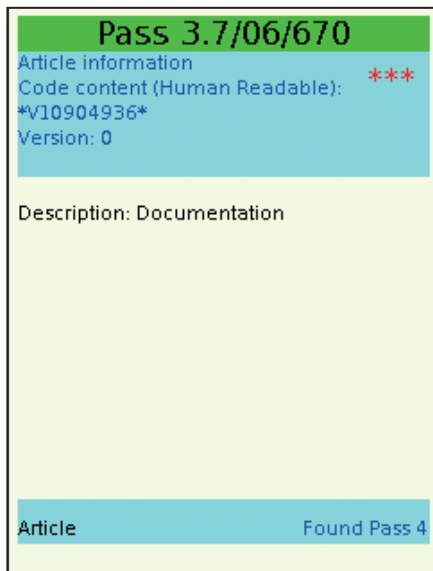 Pass 3.7/06/670
Article information
***
Code content (Human Readable):
*V10904936*
Version: 0
Description: Documentation
Article
Found Pass 4